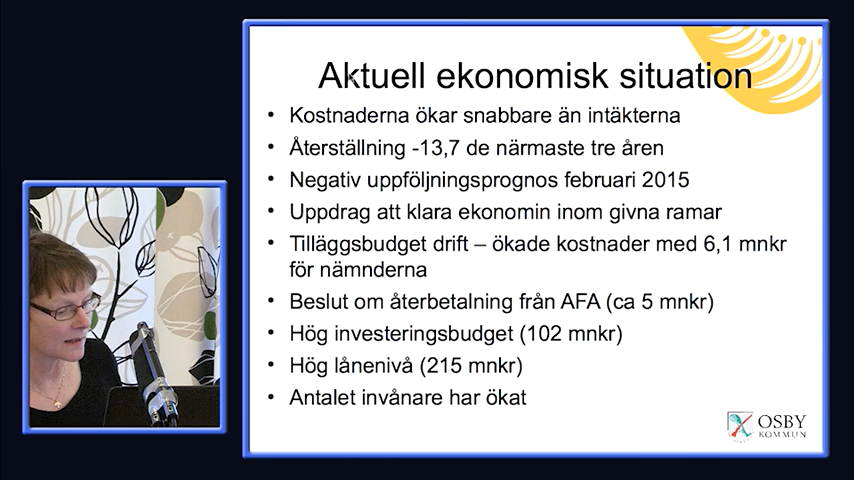 Aktuell ekonomisk situation
• Kostnaderna ökar snabbare än intäkterna
• Återställning -13,7 de närmaste tre åren
• Negativ uppföljningsprognos februari 2015
• Uppdrag att klara ekonomin inom givna ramar
• Tilläggsbudget drift – ökade kostnader med 6,1 mnkr
för nämnderna
• Beslut om återbetalning från AFA (ca 5 mnkr)
• Hög investeringsbudget (102 mnkr)
• Hög lånenivå (215 mnkr)
• Antalet invånare har ökat
OSBY
KOMMUN